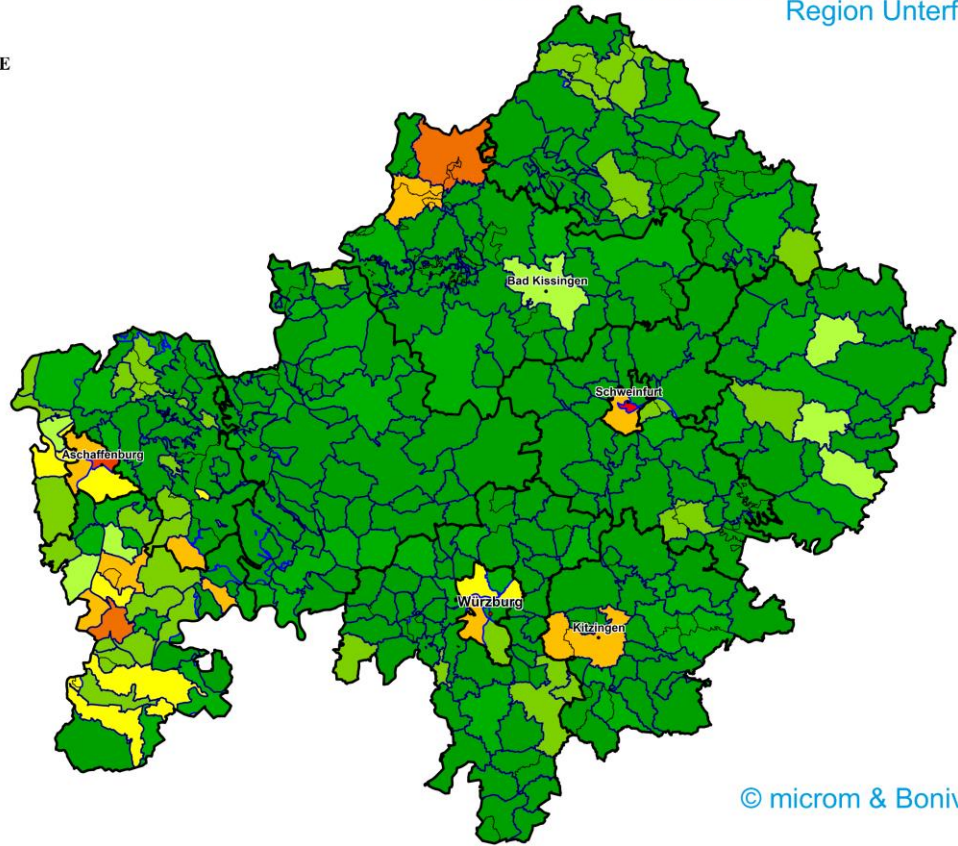 Region Unterf
E
Bad Kissingen
Schweinfurt
Aschaffenburg
Würzburg
Kitzingen
© microm & Boniv